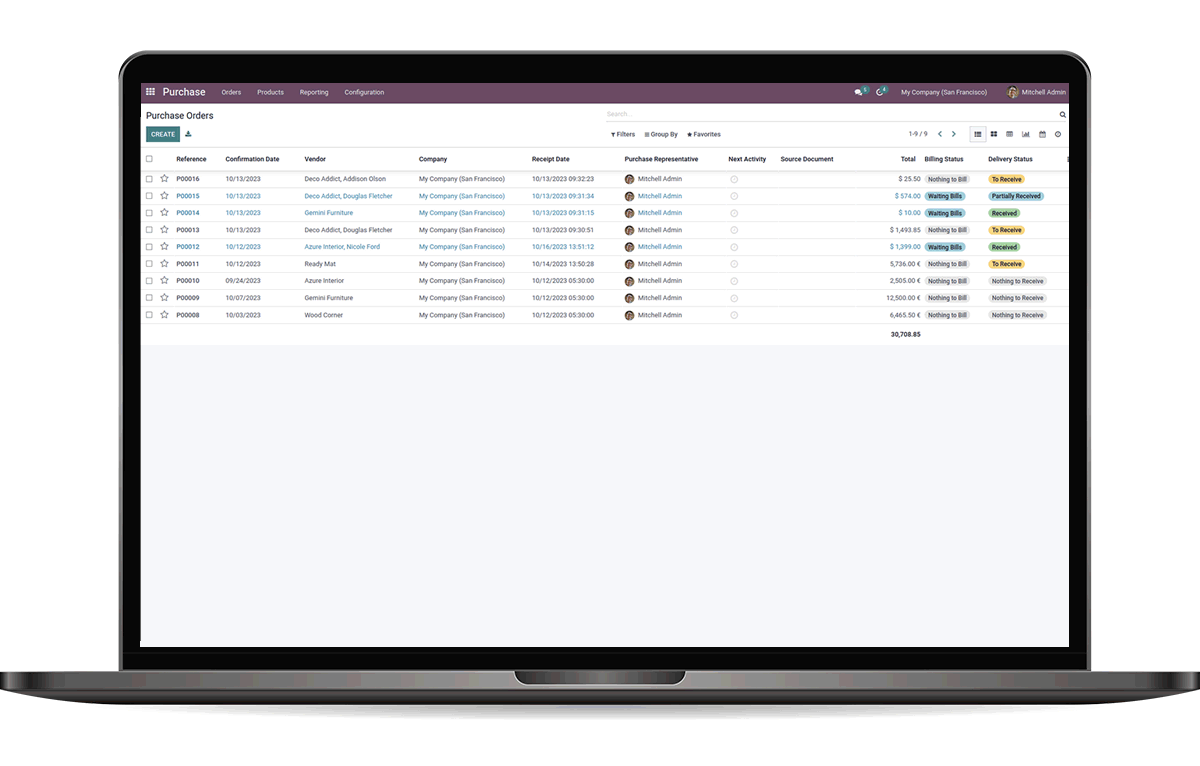 Purchase Orders Products Reporting Configuration 5 4 My Company (San Francisco) Mitchell Admin
Purchase Orders Search...
CREATE Filters Group By Favorites 1-9 / 9
Reference Confirmation Date Vendor Company Receipt Date Purchase Representative Next Activity Source Document Total Billing Status Delivery Status
P00016 10/13/2023 Deco Addict, Addison Olson My Company (San Francisco) 10/13/2023 09:32:23 Mitchell Admin $ 25.50 Nothing to Bill To Receive
P00015 10/13/2023 Deco Addict, Douglas Fletcher My Company (San Francisco) 10/13/2023 09:31:34 Mitchell Admin $ 574.00 Waiting Bills Partially Received
P00014 10/13/2023 Gemini Furniture My Company (San Francisco) 10/13/2023 09:31:15 Mitchell Admin $ 10.00 Waiting Bills Received
P00013 10/13/2023 Deco Addict, Douglas Fletcher My Company (San Francisco) 10/13/2023 09:30:51 Mitchell Admin $ 1,493.85 Nothing to Bill To Receive
P00012 10/12/2023 Azure Interior, Nicole Ford My Company (San Francisco) 10/16/2023 13:51:12 Mitchell Admin $ 1,399.00 Waiting Bills Received
P00011 10/12/2023 Ready Mat My Company (San Francisco) 10/14/2023 13:50:28 Mitchell Admin 5,736.00 € Nothing to Bill To Receive
P00010 09/24/2023 Azure Interior My Company (San Francisco) 10/12/2023 05:30:00 Mitchell Admin 2,505.00 € Nothing to Bill Nothing to Receive
P00009 10/07/2023 Gemini Furniture My Company (San Francisco) 10/12/2023 05:30:00 Mitchell Admin 12,500.00 € Nothing to Bill Nothing to Receive
P00008 10/03/2023 Wood Corner My Company (San Francisco) 10/12/2023 05:30:00 Mitchell Admin 6,465.50 € Nothing to Bill Nothing to Receive
30,708.85